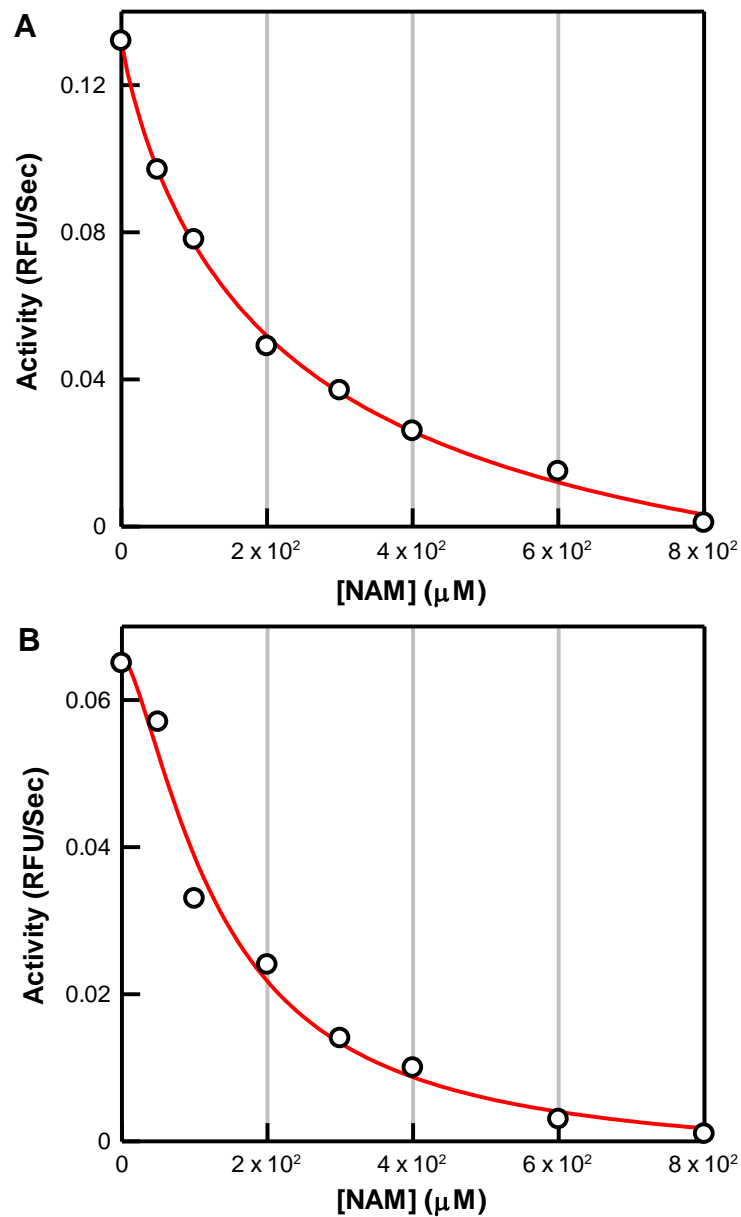 A
Activity (RFU/Sec)
0.12
0.08
0.04
0
0 2 x 10² 4 x 10² 6 x 10² 8 x 10²
[NAM] (μM)
B
Activity (RFU/Sec)
0.06
0.04
0.02
0
0 2 x 10² 4 x 10² 6 x 10² 8 x 10²
[NAM] (μM)